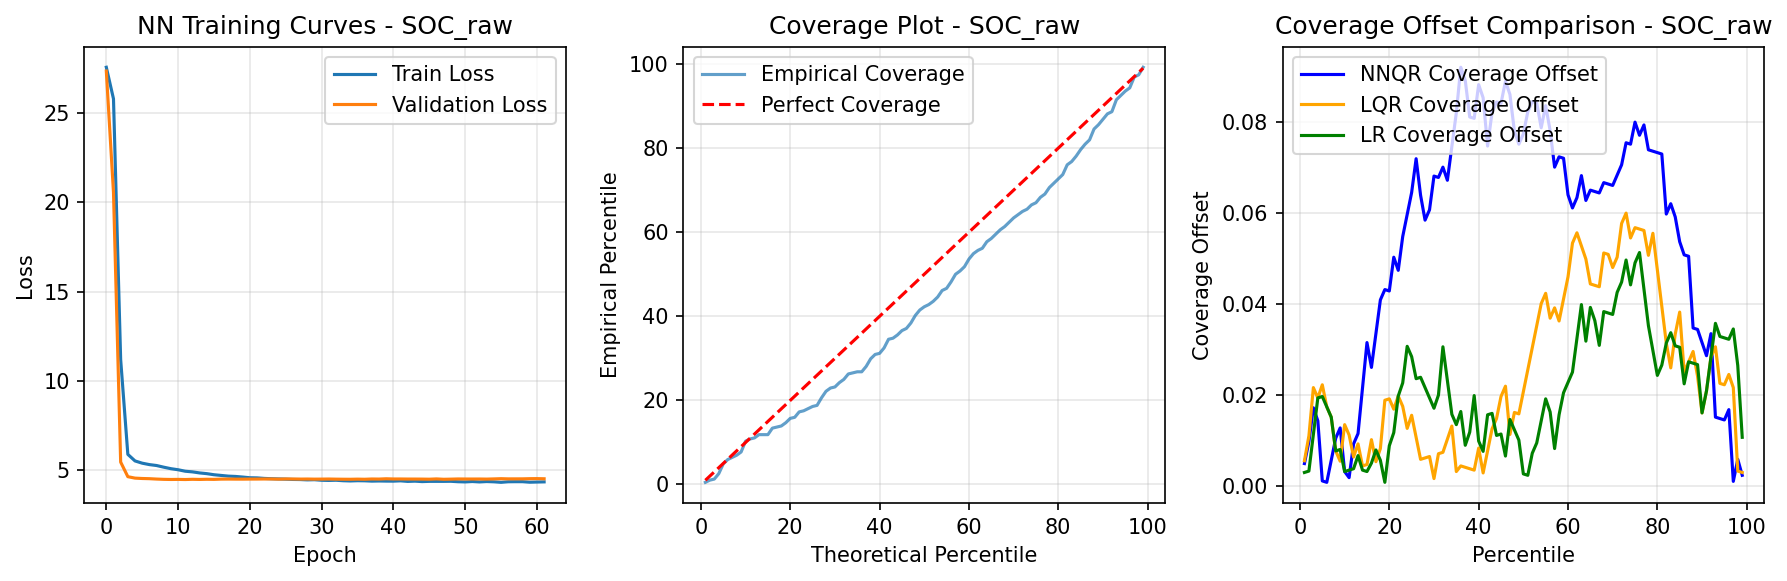 NN Training Curves - SOC_raw
Train Loss
Validation Loss
Loss
25
20
15
10
5
0
10
20
30
40
50
60
Epoch
Coverage Plot - SOC_raw
Empirical Coverage
Perfect Coverage
Empirical Percentile
100
80
60
40
20
0
0
20
40
60
80
100
Theoretical Percentile
Coverage Offset Comparison - SOC_raw
NNQR Coverage Offset
LQR Coverage Offset
LR Coverage Offset
Coverage Offset
0.08
0.06
0.04
0.02
0.00
0
20
40
60
80
100
Percentile